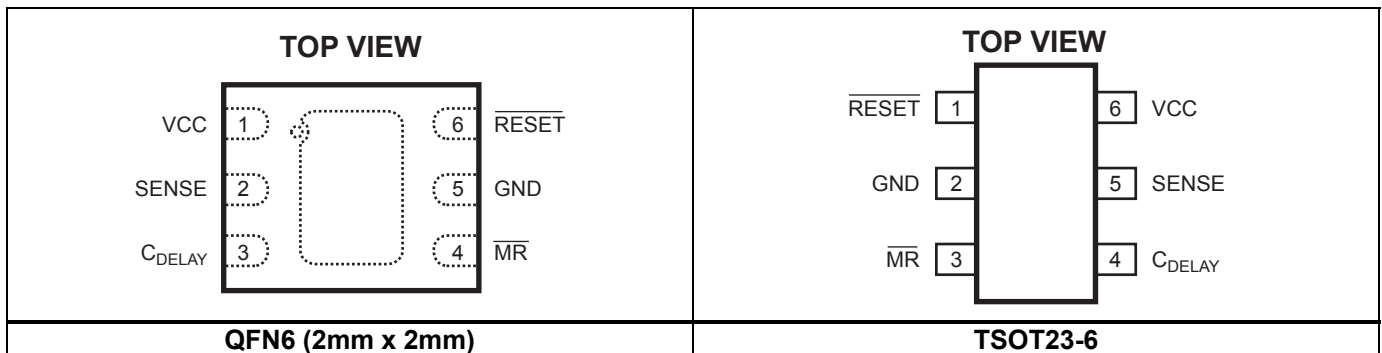 TOP VIEW
VCC 1 6 RESET
SENSE 2 5 GND
CDELAY 3 4 MR
QFN6 (2mm x 2mm)
TOP VIEW
RESET 1 6 VCC
GND 2 5 SENSE
MR 3 4 CDELAY
TSOT23-6